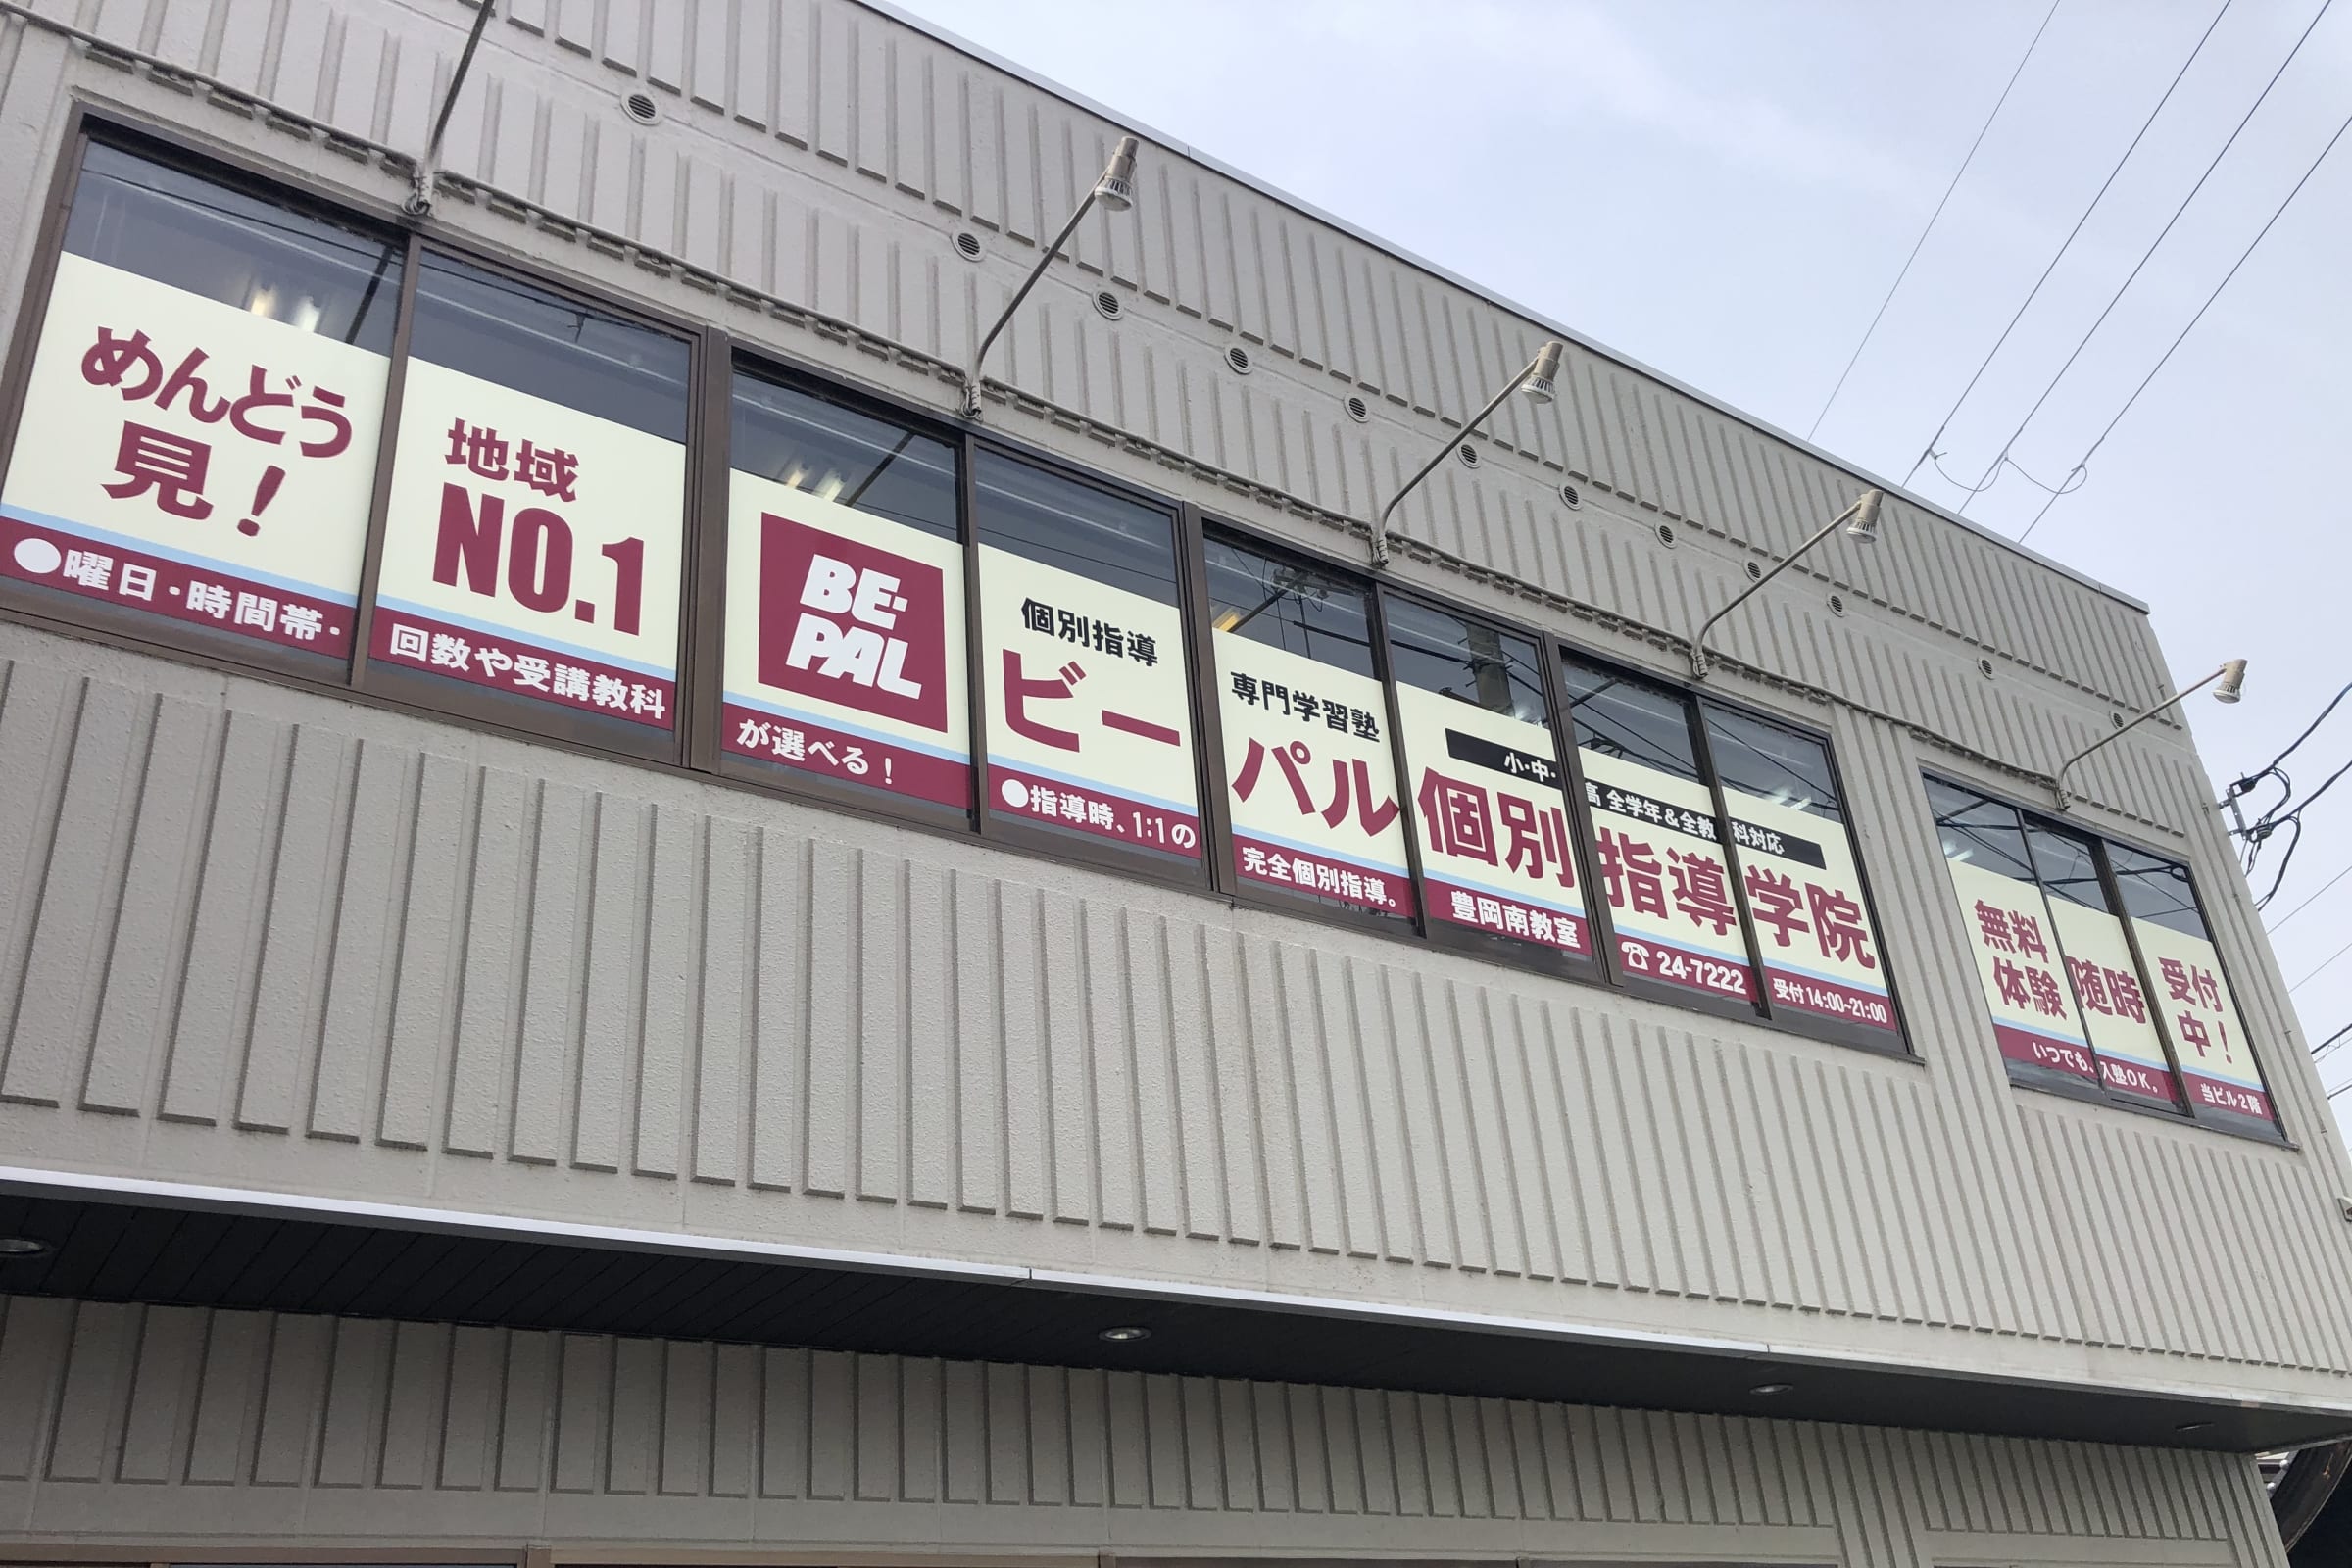 めんどう
見！
地域
NO.1
●曜日・時間帯・回数や受講教科が選べる！
BE-
PAL
個別指導専門学習塾
小・中・高 全学年＆全教科対応
ビーパル個別指導学院
●指導時、1:1の完全個別指導。
豊岡南教室
☎24-7222
受付14:00~21:00
無料
体験
随時
受付
中！
いつでも、入塾OK。
当ビル2階